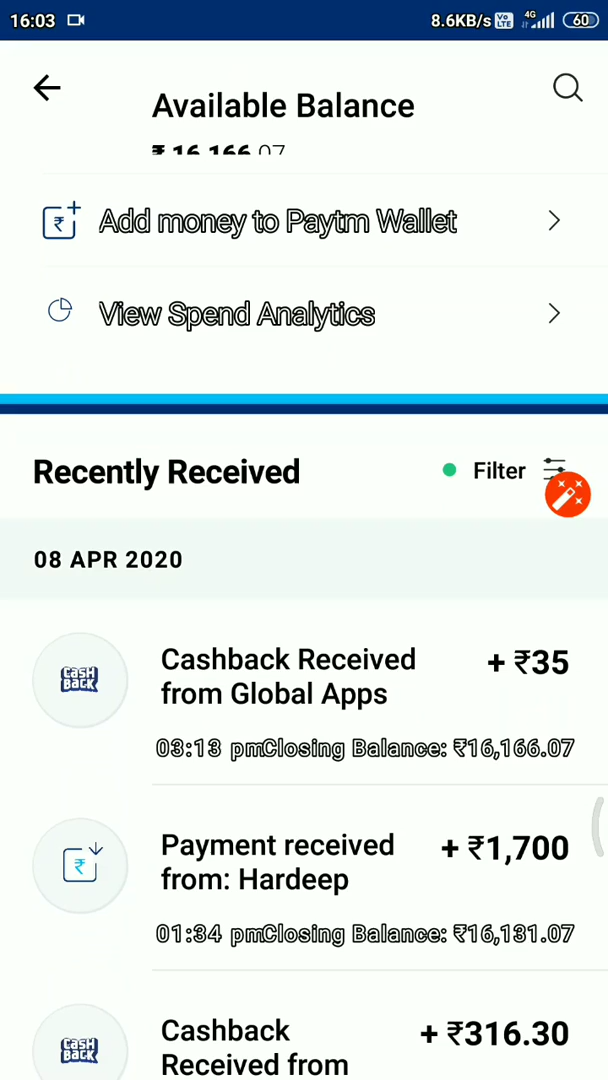 16:03 8.6KB/s Vo LTE 4G 60
Available Balance
₹ 16,166.07
Add money to Paytm Wallet
View Spend Analytics
Recently Received
Filter
08 APR 2020
CASH BACK
Cashback Received
+ ₹35
from Global Apps
03:13 pmClosing Balance: ₹16,166.07
Payment received
+ ₹1,700
from: Hardeep
01:34 pmClosing Balance: ₹16,131.07
CASH BACK
Cashback
+ ₹316.30
Received from